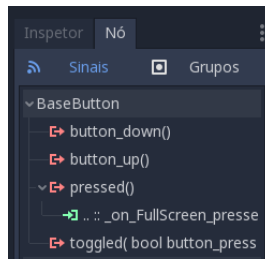 Inspetor Nó
Sinais Grupos
BaseButton
button_down()
button_up()
pressed()
.. :: _on_FullScreen_presse
toggled( bool button_press